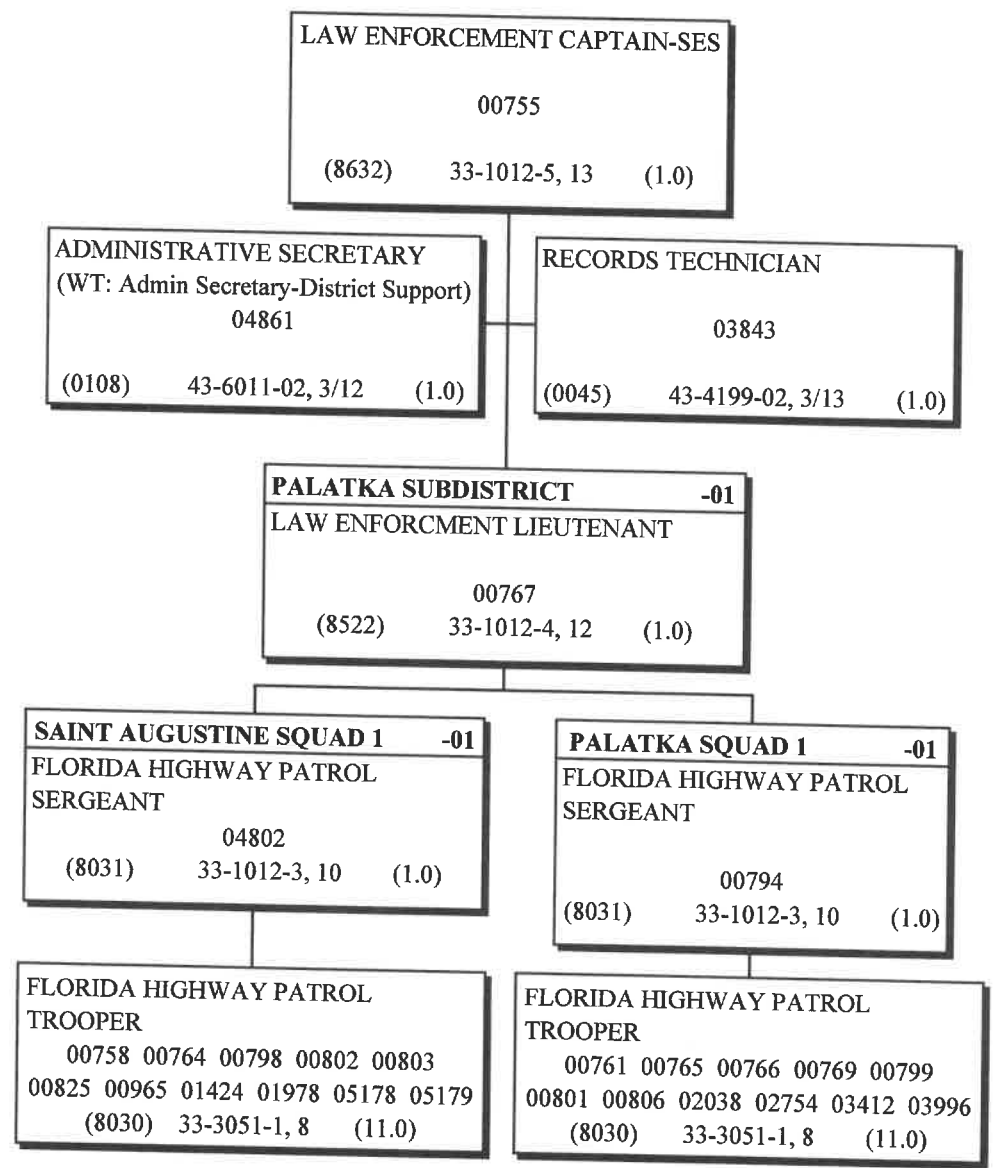 LAW ENFORCEMENT CAPTAIN-SES
00755
(8632) 33-1012-5, 13 (1.0)
ADMINISTRATIVE SECRETARY
(WT: Admin Secretary-District Support)
04861
(0108) 43-6011-02, 3/12 (1.0)
RECORDS TECHNICIAN
03843
(0045) 43-4199-02, 3/13 (1.0)
PALATKA SUBDISTRICT -01
LAW ENFORCMENT LIEUTENANT
00767
(8522) 33-1012-4, 12 (1.0)
SAINT AUGUSTINE SQUAD 1 -01
FLORIDA HIGHWAY PATROL
SERGEANT
04802
(8031) 33-1012-3, 10 (1.0)
PALATKA SQUAD 1 -01
FLORIDA HIGHWAY PATROL
SERGEANT
00794
(8031) 33-1012-3, 10 (1.0)
FLORIDA HIGHWAY PATROL
TROOPER
00758 00764 00798 00802 00803
00825 00965 01424 01978 05178 05179
(8030) 33-3051-1, 8 (11.0)
FLORIDA HIGHWAY PATROL
TROOPER
00761 00765 00766 00769 00799
00801 00806 02038 02754 03412 03996
(8030) 33-3051-1, 8 (11.0)